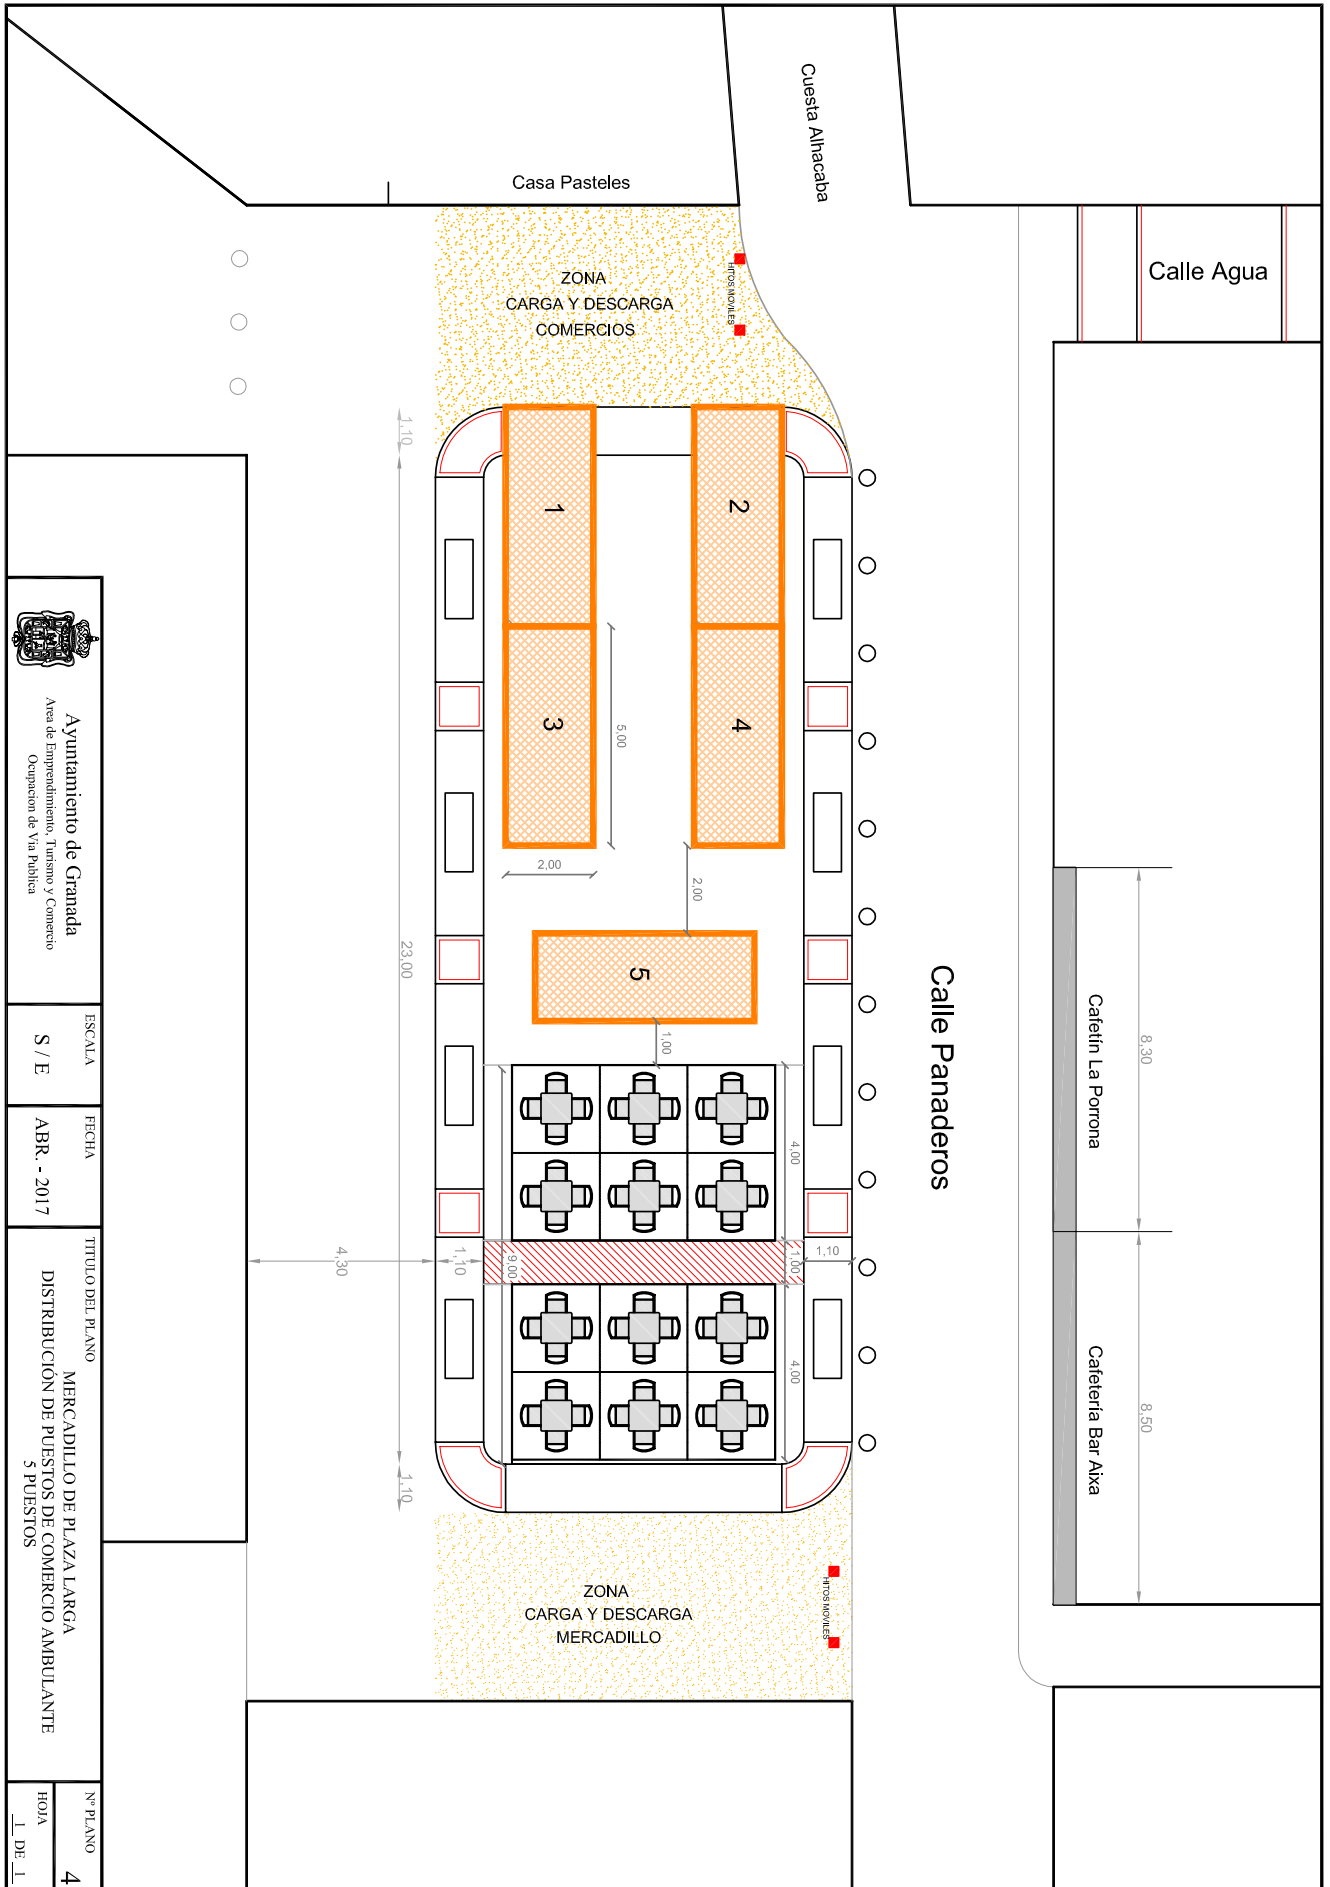 Cuesta Alhacaba
Casa Pasteles
Calle Agua
ZONA
CARGA Y DESCARGA
COMERCIOS
HITOS MOVILES
1,10
1
2
3
4
5,00
2,00
2,00
23,00
5
1,00
Calle Panaderos
Cafetín La Porrona
8,30
Cafetería Bar Aixa
8,50
4,00
9,00
1,00
1,10
1,10
4,30
4,00
1,10
ZONA
CARGA Y DESCARGA
MERCADILLO
HITOS MOVILES
Ayuntamiento de Granada
Area de Emprendimiento, Turismo y Comercio
Ocupacion de Via Publica
ESCALA
S / E
FECHA
ABR. - 2017
TITULO DEL PLANO
MERCADILLO DE PLAZA LARGA
DISTRIBUCIÓN DE PUESTOS DE COMERCIO AMBULANTE
5 PUESTOS
Nº PLANO
4
HOJA
1 DE 1